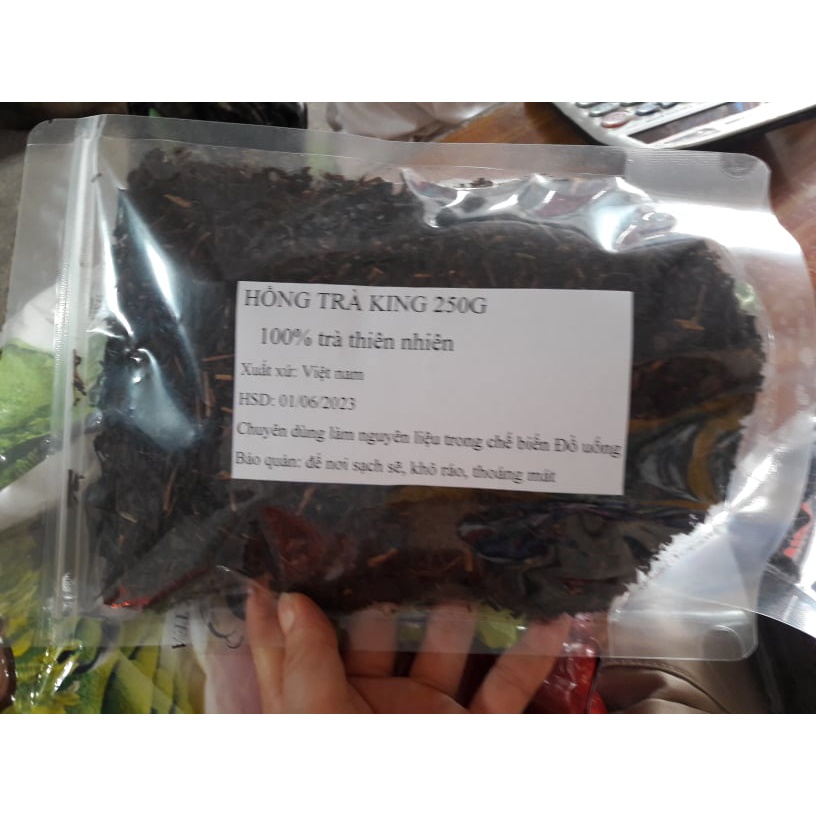 HỒNG TRÀ KING 250G
100% trà thiên nhiên
Xuất xứ: Việt nam
HSD: 01/06/2023
Chuyên dùng làm nguyên liệu trong chế biến Đồ uống
Bảo quản: để nơi sạch sẽ, khô ráo, thoáng mát
TEA